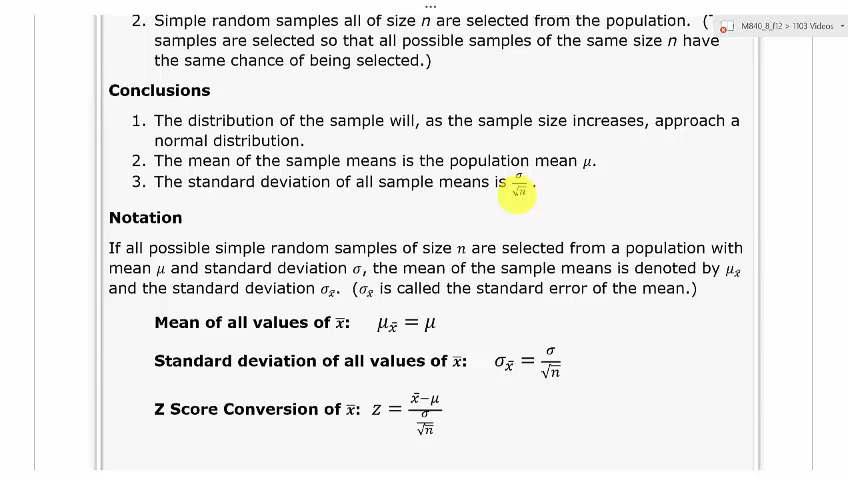 ...
2. Simple random samples all of size n are selected from the population. (
M840_8_f12 > 1103 Videos
samples are selected so that all possible samples of the same size n have
the same chance of being selected.)
Conclusions
1. The distribution of the sample will, as the sample size increases, approach a
normal distribution.
2. The mean of the sample means is the population mean μ.
3. The standard deviation of all sample means is σ/√n .
Notation
If all possible simple random samples of size n are selected from a population with
mean μ and standard deviation σ, the mean of the sample means is denoted by μx̄
and the standard deviation σx̄. (σx̄ is called the standard error of the mean.)
Mean of all values of x̄: μx̄ = μ
Standard deviation of all values of x̄: σx̄ = σ/√n
Z Score Conversion of x̄: z = (x̄−μ)/(σ/√n)